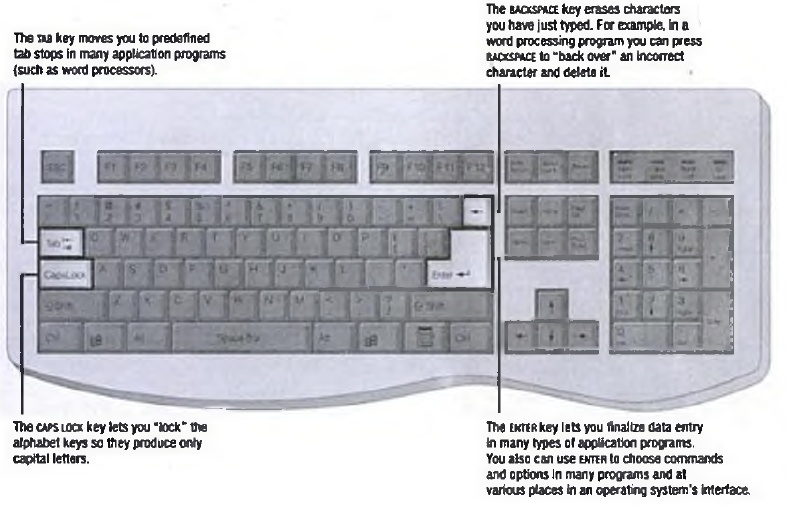 The BACKSPACE key erases characters
you have just typed. For example, in a
word processing program you can press
BACKSPACE to "back over" an incorrect
character and delete it.
The TAB key moves you to predefined
tab stops in many application programs
(such as word processors).
ESC F1 F2 F3 F4 F5 F6 F7 F8 F9 F10 F11 F12
Tab Q W E R T Y U O P
CapsLock A S D F G H J K L Enter
Shift Z X C V B N M < > ? Shift
Ctrl Alt Space Bar Alt Ctrl
The CAPS LOCK key lets you "lock" the
alphabet keys so they produce only
capital letters.
The ENTER key lets you finalize data entry
in many types of application programs.
You also can use ENTER to choose commands
and options in many programs and at
various places in an operating system's interface.